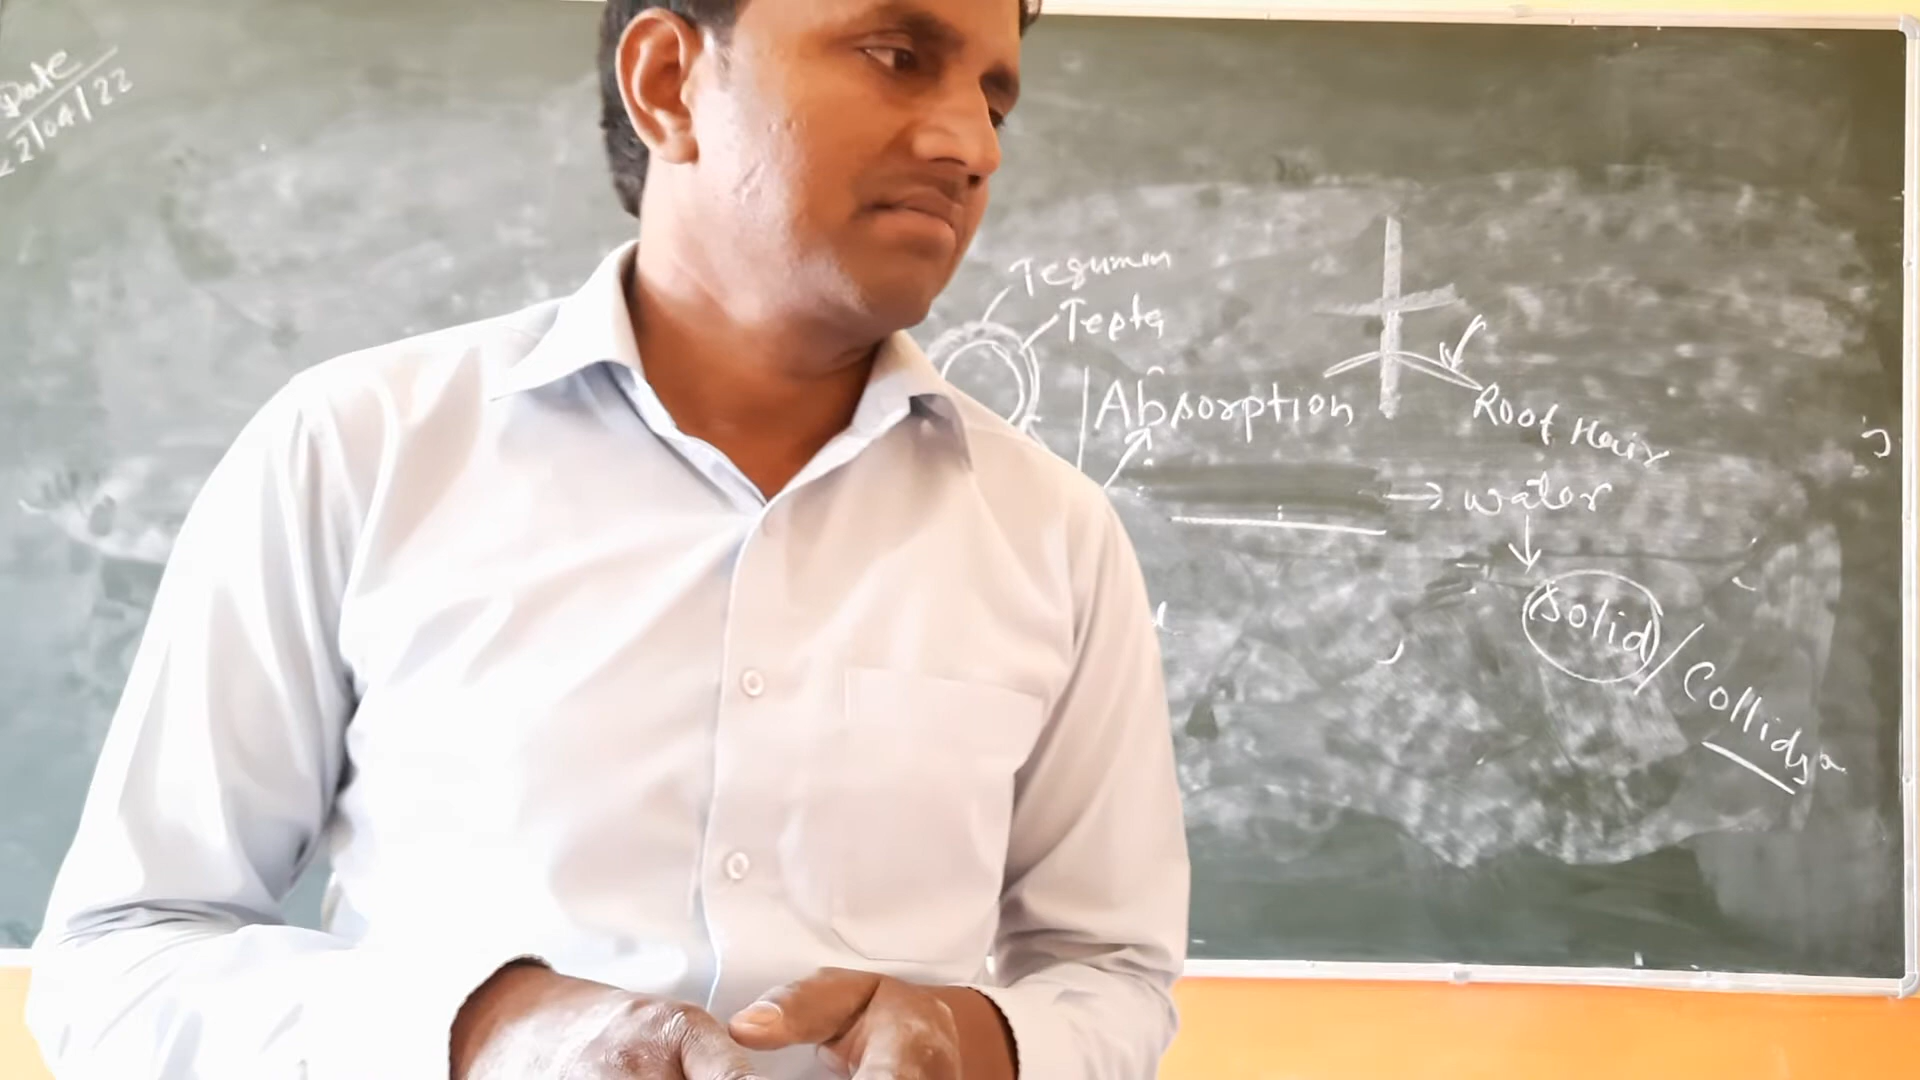 Date
22/04/22
Tegumen
Tepta
Absorption
Root Hair
→ water
↓
Solid / Collidya